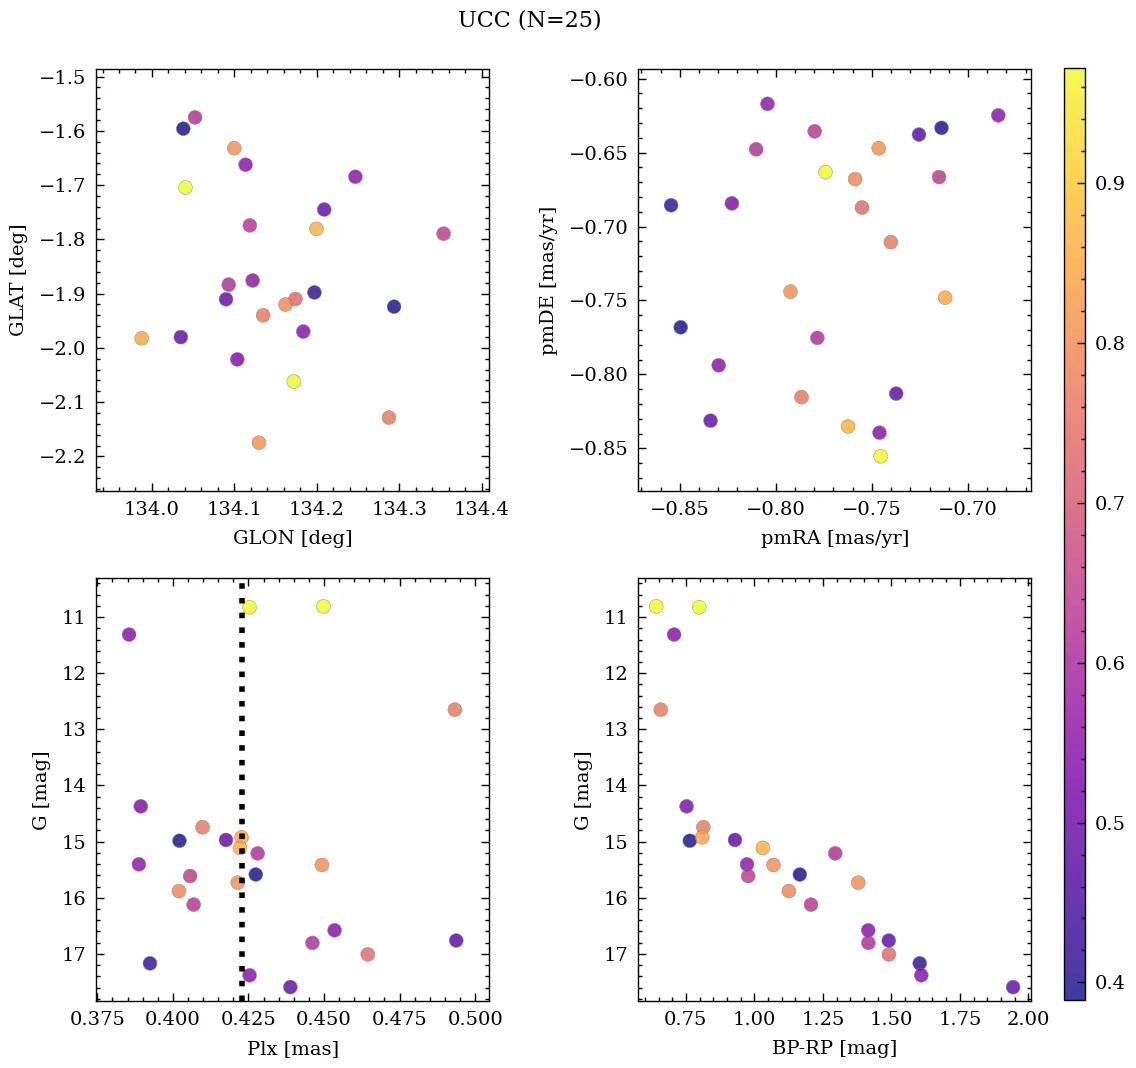 UCC (N=25)
−1.5
−1.6
−1.7
−1.8
−1.9
−2.0
−2.1
−2.2
GLAT [deg]
134.0 134.1 134.2 134.3 134.4
GLON [deg]
−0.60
−0.65
−0.70
−0.75
−0.80
−0.85
pmDE [mas/yr]
−0.85 −0.80 −0.75 −0.70
pmRA [mas/yr]
11
12
13
14
15
16
17
G [mag]
0.375 0.400 0.425 0.450 0.475 0.500
Plx [mas]
11
12
13
14
15
16
17
G [mag]
0.75 1.00 1.25 1.50 1.75 2.00
BP-RP [mag]
0.9
0.8
0.7
0.6
0.5
0.4